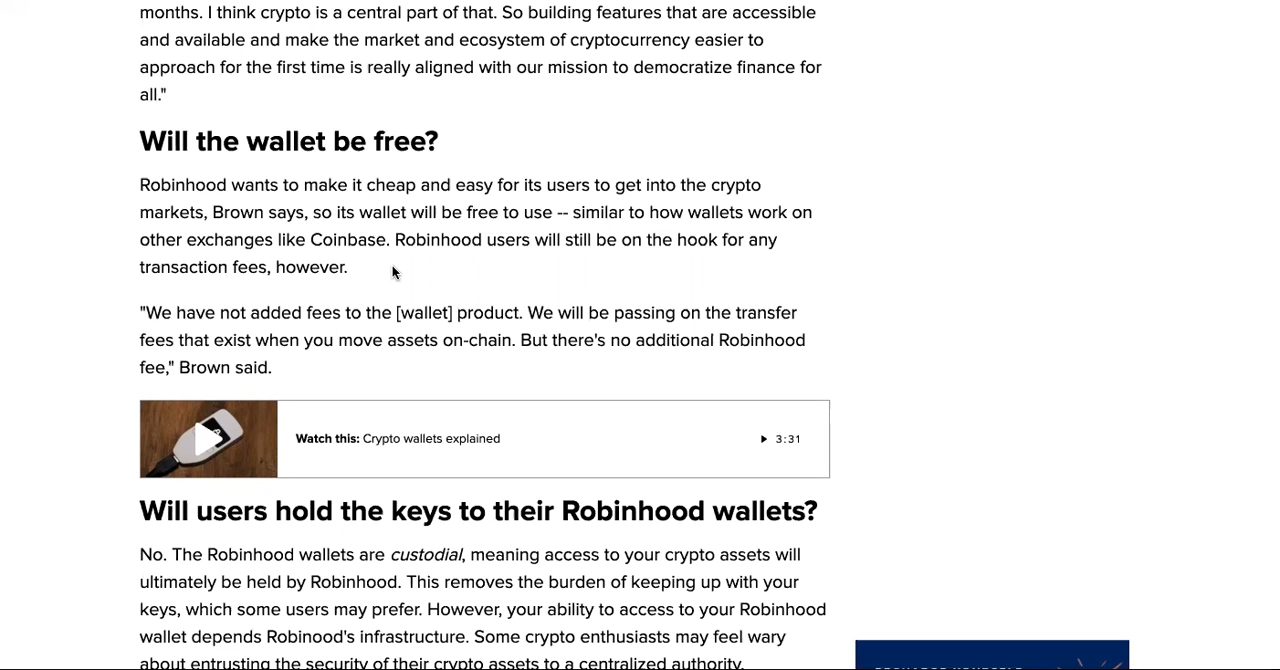 months. I think crypto is a central part of that. So building features that are accessible
and available and make the market and ecosystem of cryptocurrency easier to
approach for the first time is really aligned with our mission to democratize finance for
all."
Will the wallet be free?
Robinhood wants to make it cheap and easy for its users to get into the crypto
markets, Brown says, so its wallet will be free to use -- similar to how wallets work on
other exchanges like Coinbase. Robinhood users will still be on the hook for any
transaction fees, however.
"We have not added fees to the [wallet] product. We will be passing on the transfer
fees that exist when you move assets on-chain. But there's no additional Robinhood
fee," Brown said.
Watch this: Crypto wallets explained 3:31
Will users hold the keys to their Robinhood wallets?
No. The Robinhood wallets are custodial, meaning access to your crypto assets will
ultimately be held by Robinhood. This removes the burden of keeping up with your
keys, which some users may prefer. However, your ability to access to your Robinhood
wallet depends Robinood's infrastructure. Some crypto enthusiasts may feel wary
about entrusting the security of their crypto assets to a centralized authority.